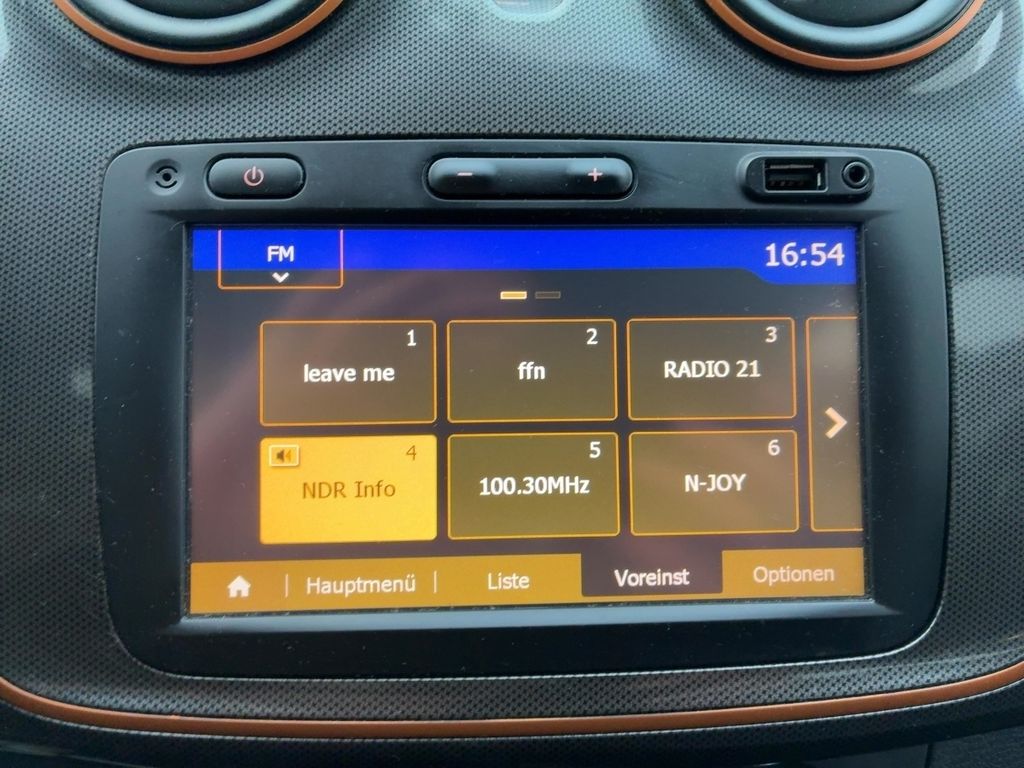 FM
16:54
1
leave me
2
ffn
3
RADIO 21
4
NDR Info
5
100.30MHz
6
N-JOY
Hauptmenü
Liste
Voreinst
Optionen